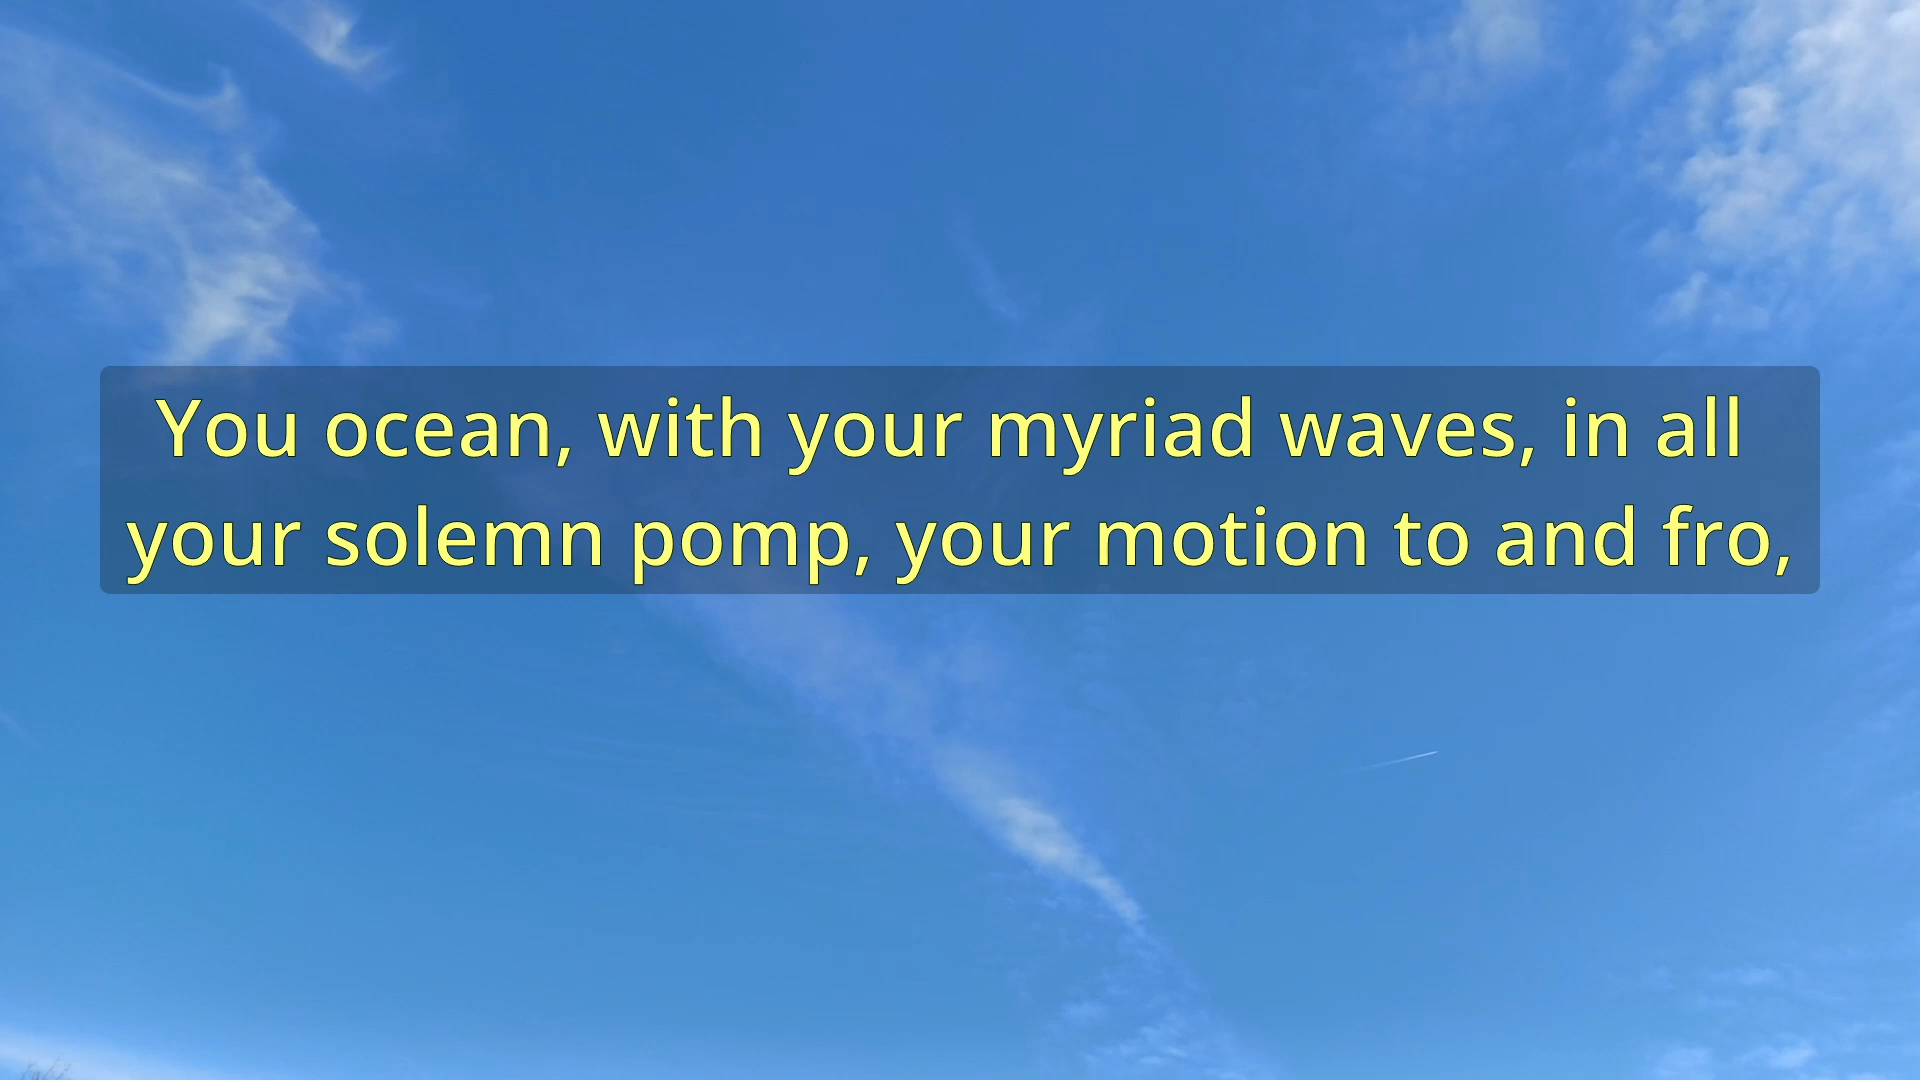 You ocean, with your myriad waves, in all
your solemn pomp, your motion to and fro,